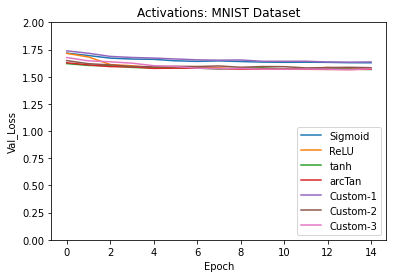 Activations: MNIST Dataset
2.00
1.75
1.50
1.25
1.00
0.75
0.50
0.25
0.00
Val_Loss
Sigmoid
ReLU
tanh
arcTan
Custom-1
Custom-2
Custom-3
0 2 4 6 8 10 12 14
Epoch